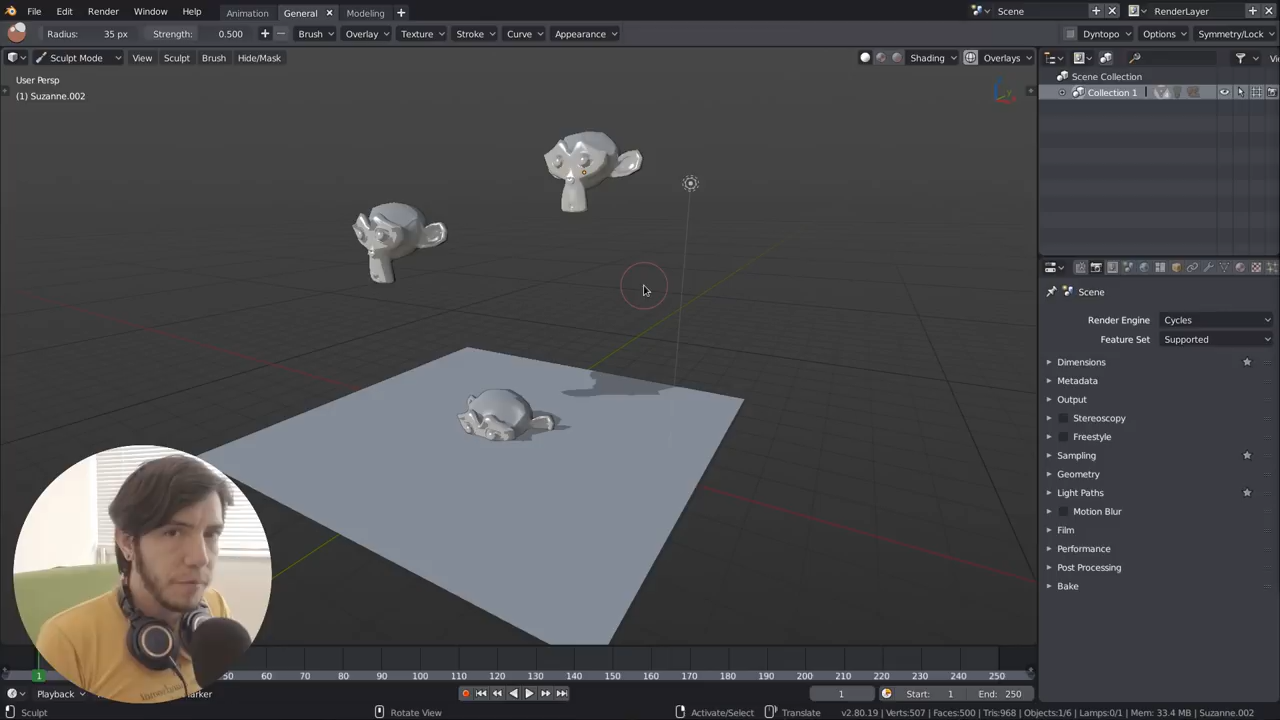 File Edit Render Window Help Animation General Modeling Scene RenderLayer
Radius: 35 px Strength: 0.500 Brush Overlay Texture Stroke Curve Appearance Dyntopo Options Symmetry/Lock
Sculpt Mode View Sculpt Brush Hide/Mask Shading Overlays
User Persp
(1) Suzanne.002
Scene Collection
Collection 1
Scene
Render Engine Cycles
Feature Set Supported
Dimensions
Metadata
Output
Stereoscopy
Freestyle
Sampling
Geometry
Light Paths
Motion Blur
Film
Performance
Post Processing
Bake
1 50 60 70 80 90 100 110 120 130 140 150 160 170 180 190 200 210 220 230 240 250
Playback Marker 1 Start: 1 End: 250
Sculpt Rotate View Activate/Select Translate v2.80.19 | Verts:507 | Faces:500 | Tris:968 | Objects:1/6 | Lamps:0/1 | Mem: 33.4 MB | Suzanne.002